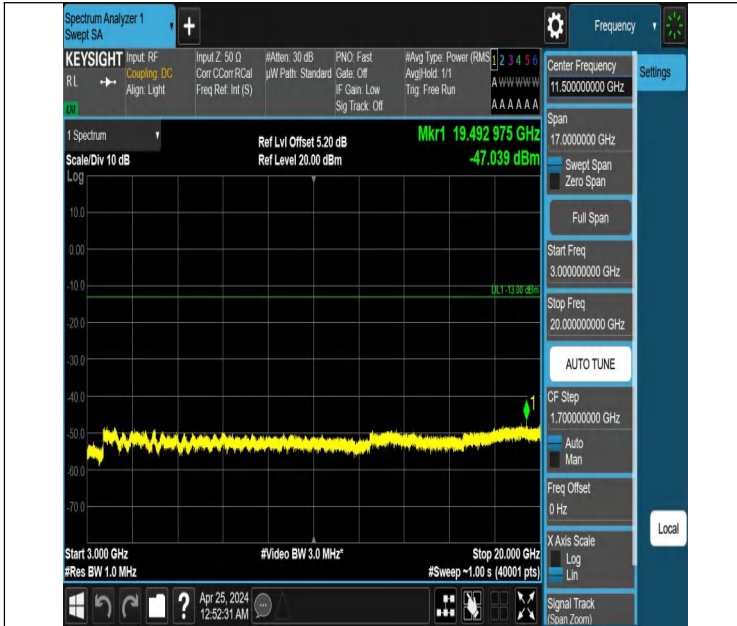 Spectrum Analyzer 1
Swept SA
+
Frequency
KEYSIGHT
RL
Input: RF
Coupling: DC
Align: Light
Input Z: 50 Ω
Corr CCorr RCal
Freq Ref: Int (S)
#Atten: 30 dB
µW Path: Standard
PNO: Fast
Gate: Off
IF Gain: Low
Sig Track: Off
#Avg Type: Power (RMS
Avg|Hold: 1/1
Trig: Free Run
1 2 3 4 5 6
A W W W W W
A A A A A A
1 Spectrum
Scale/Div 10 dB
Log
Ref Lvl Offset 5.20 dB
Ref Level 20.00 dBm
Mkr1 19.492 975 GHz
-47.039 dBm
10.0
0.00
-10.0
-20.0
-30.0
-40.0
-50.0
-60.0
-70.0
DL1 -13.00 dBm
1
Start 3.000 GHz
#Res BW 1.0 MHz
#Video BW 3.0 MHz*
Stop 20.000 GHz
#Sweep ~1.00 s (40001 pts)
Center Frequency
11.500000000 GHz
Settings
Span
17.0000000 GHz
Swept Span
Zero Span
Full Span
Start Freq
3.000000000 GHz
Stop Freq
20.000000000 GHz
AUTO TUNE
CF Step
1.700000000 GHz
Auto
Man
Freq Offset
0 Hz
X Axis Scale
Log
Lin
Signal Track
(Span Zoom)
Local
?
Apr 25, 2024
12:52:31 AM